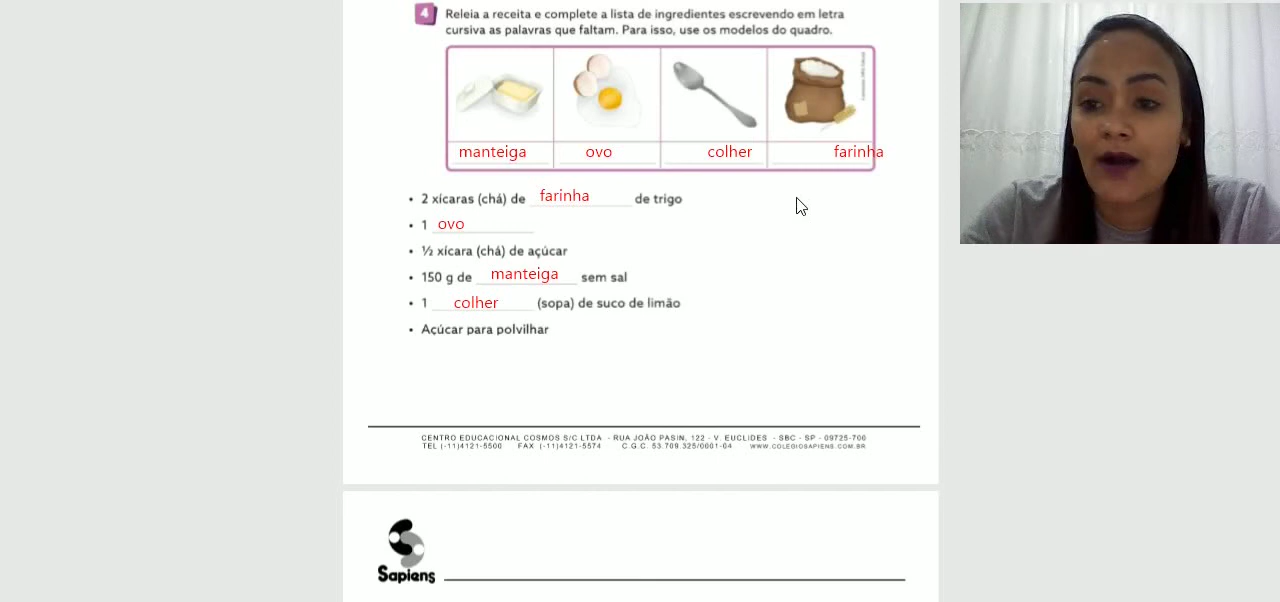 4
Releia a receita e complete a lista de ingredientes escrevendo em letra
cursiva as palavras que faltam. Para isso, use os modelos do quadro.
manteiga ovo colher farinha
• 2 xícaras (chá) de farinha de trigo
• 1 ovo
• ½ xícara (chá) de açúcar
• 150 g de manteiga sem sal
• 1 colher (sopa) de suco de limão
• Açúcar para polvilhar
CENTRO EDUCACIONAL COSMOS S/C LTDA - RUA JOÃO PASIN, 122 - V. EUCLIDES - SBC - SP - 09725-700
TEL (-11)4121-5500 FAX (-11)4121-5574 C.G.C. 53.709.325/0001-04 WWW.COLEGIOSAPIENS.COM.BR
Sapiens